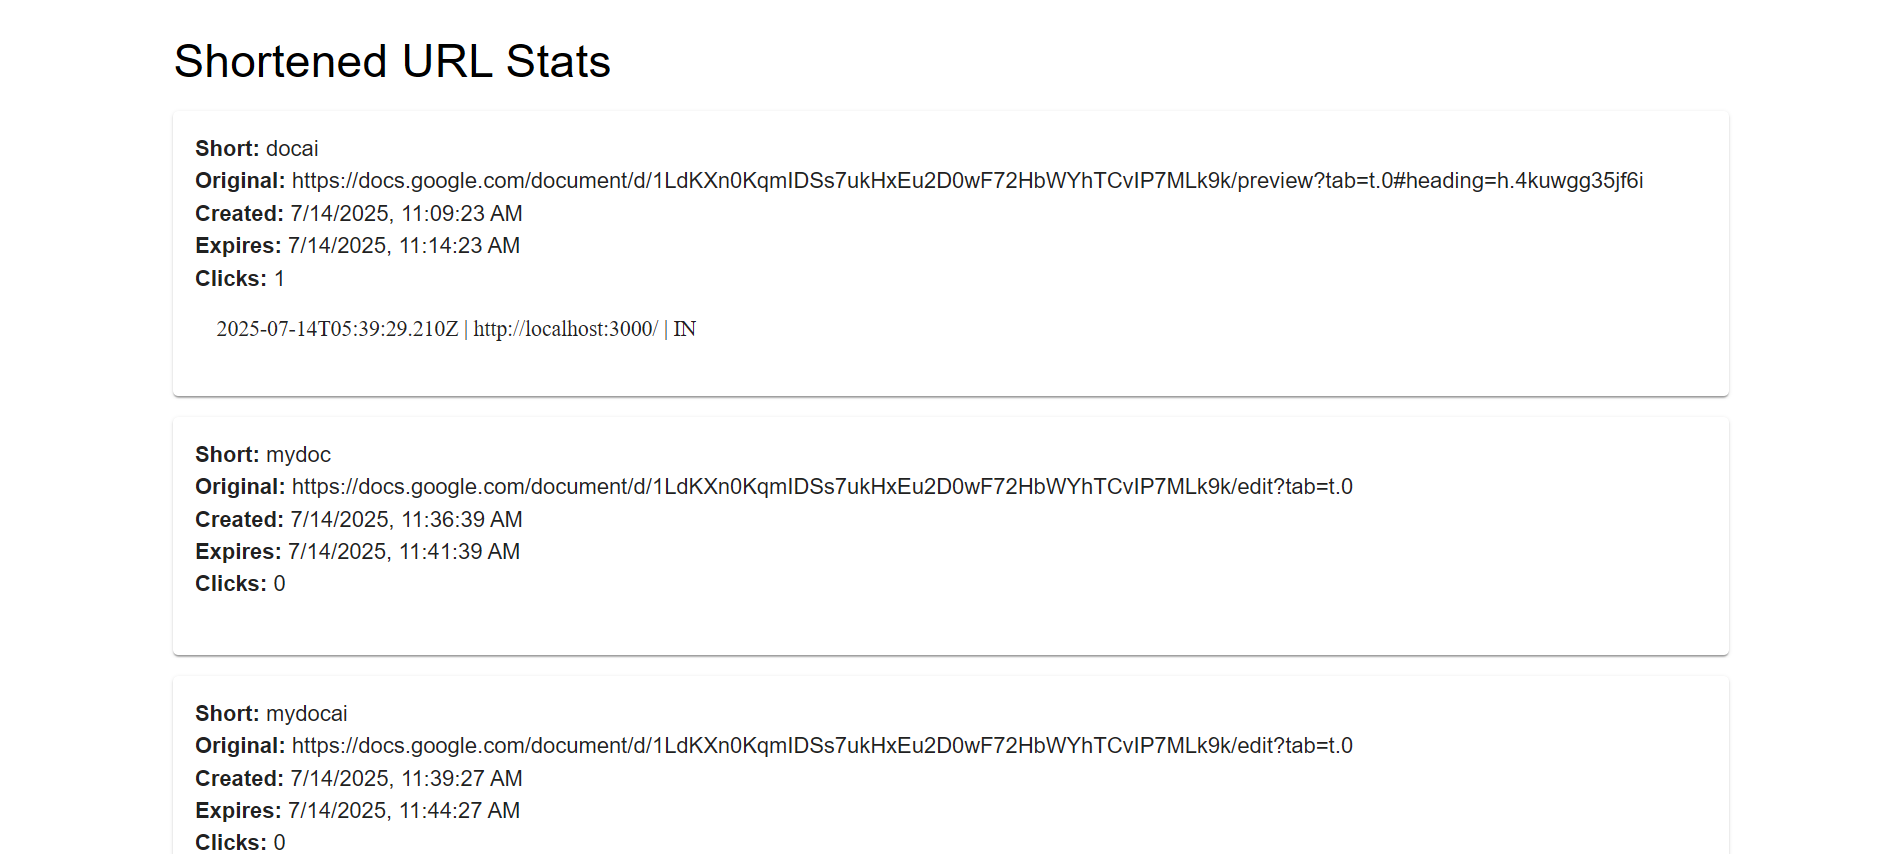 Shortened URL Stats
Short: docai
Original: https://docs.google.com/document/d/1LdKXn0KqmIDSs7ukHxEu2D0wF72HbWYhTCvIP7MLk9k/preview?tab=t.0#heading=h.4kuwgg35jf6i
Created: 7/14/2025, 11:09:23 AM
Expires: 7/14/2025, 11:14:23 AM
Clicks: 1
2025-07-14T05:39:29.210Z | http://localhost:3000/ | IN
Short: mydoc
Original: https://docs.google.com/document/d/1LdKXn0KqmIDSs7ukHxEu2D0wF72HbWYhTCvIP7MLk9k/edit?tab=t.0
Created: 7/14/2025, 11:36:39 AM
Expires: 7/14/2025, 11:41:39 AM
Clicks: 0
Short: mydocai
Original: https://docs.google.com/document/d/1LdKXn0KqmIDSs7ukHxEu2D0wF72HbWYhTCvIP7MLk9k/edit?tab=t.0
Created: 7/14/2025, 11:39:27 AM
Expires: 7/14/2025, 11:44:27 AM
Clicks: 0